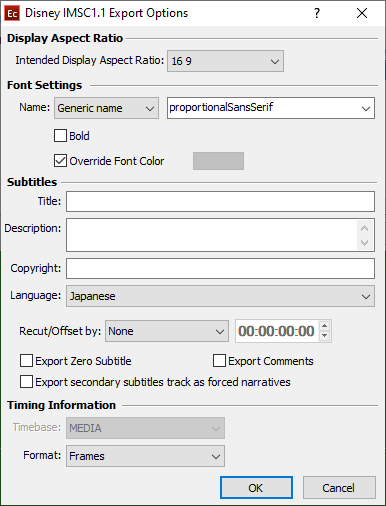 Ec Disney IMSC1.1 Export Options
Display Aspect Ratio
Intended Display Aspect Ratio: 16 9
Font Settings
Name: Generic name proportionalSansSerif
Bold
Override Font Color
Subtitles
Title:
Description:
Copyright:
Language: Japanese
Recut/Offset by: None 00:00:00:00
Export Zero Subtitle Export Comments
Export secondary subtitles track as forced narratives
Timing Information
Timebase: MEDIA
Format: Frames
OK Cancel